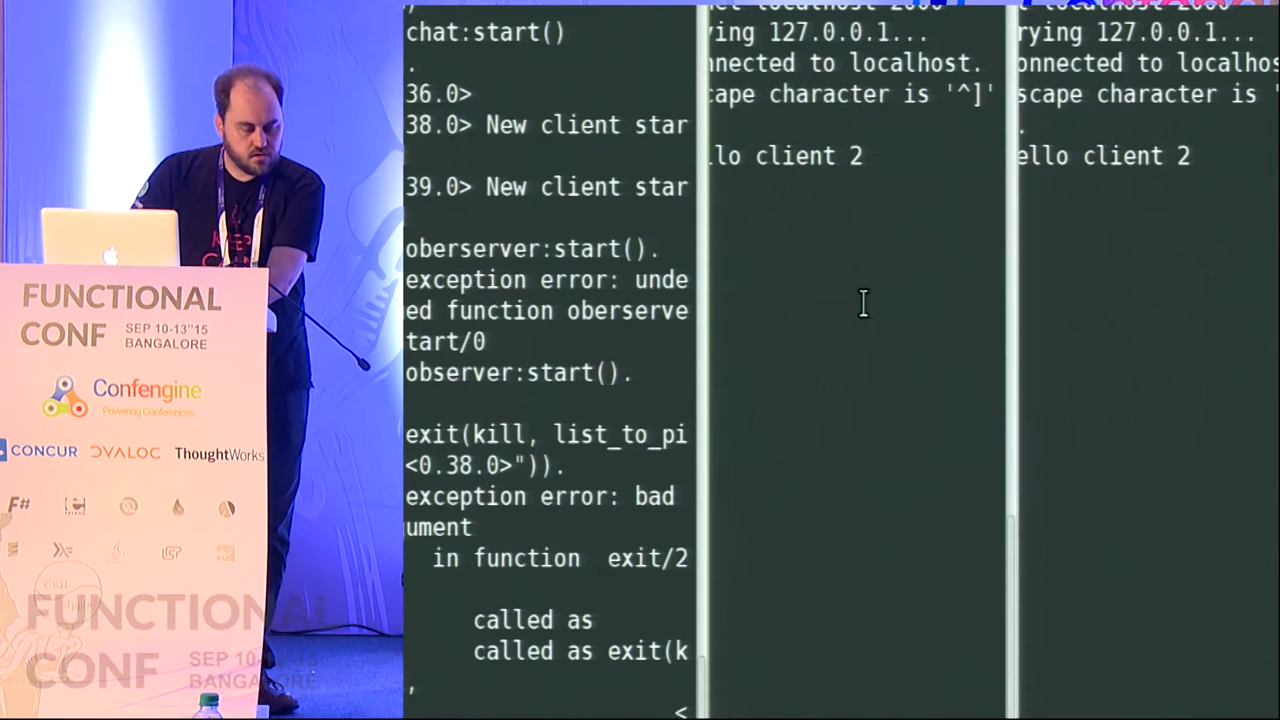 FUNCTIONAL
CONF SEP 10-13"15
BANGALORE
Confengine
Powering Conferences
CONCUR DVALOC ThoughtWorks
F#
FUNCTIONAL
CONF
SEP 10-13"15
chat:start()
.
36.0>
38.0> New client star
39.0> New client star
oberserver:start().
exception error: unde
ed function oberserve
tart/0
observer:start().
exit(kill, list_to_pi
<0.38.0>")).
exception error: bad
ument
in function exit/2
called as
called as exit(k
,
<
ying 127.0.0.1...
nnected to localhost.
cape character is '^]'
lo client 2
rying 127.0.0.1...
onnected to localhos
scape character is '
.
ello client 2